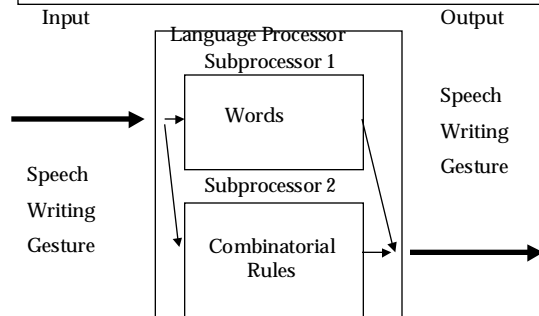 Input
Output
Language Processor
Subprocessor 1
Words
Speech
Writing
Gesture
Speech
Writing
Gesture
Subprocessor 2
Combinatorial
Rules